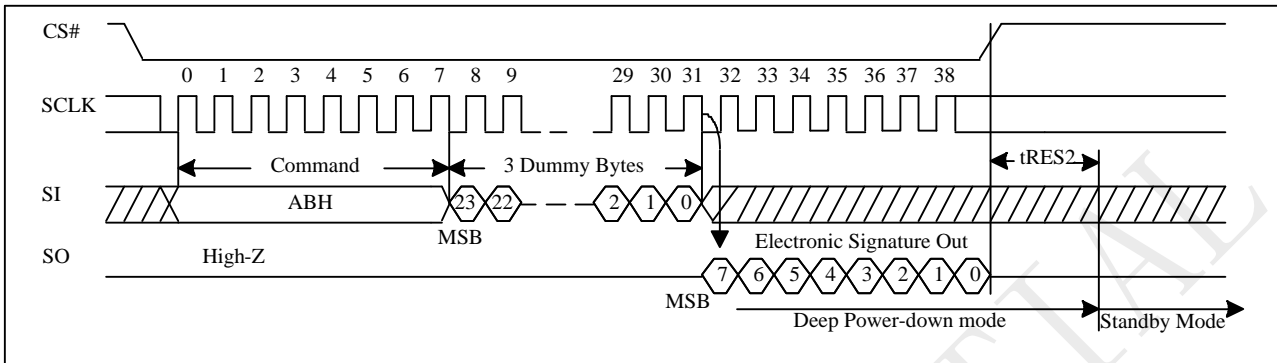 CS#
0 1 2 3 4 5 6 7 8 9 29 30 31 32 33 34 35 36 37 38
SCLK
Command 3 Dummy Bytes tRES2
SI ABH 23 22 2 1 0
MSB
SO High-Z Electronic Signature Out
7 6 5 4 3 2 1 0
MSB
Deep Power-down mode Standby Mode